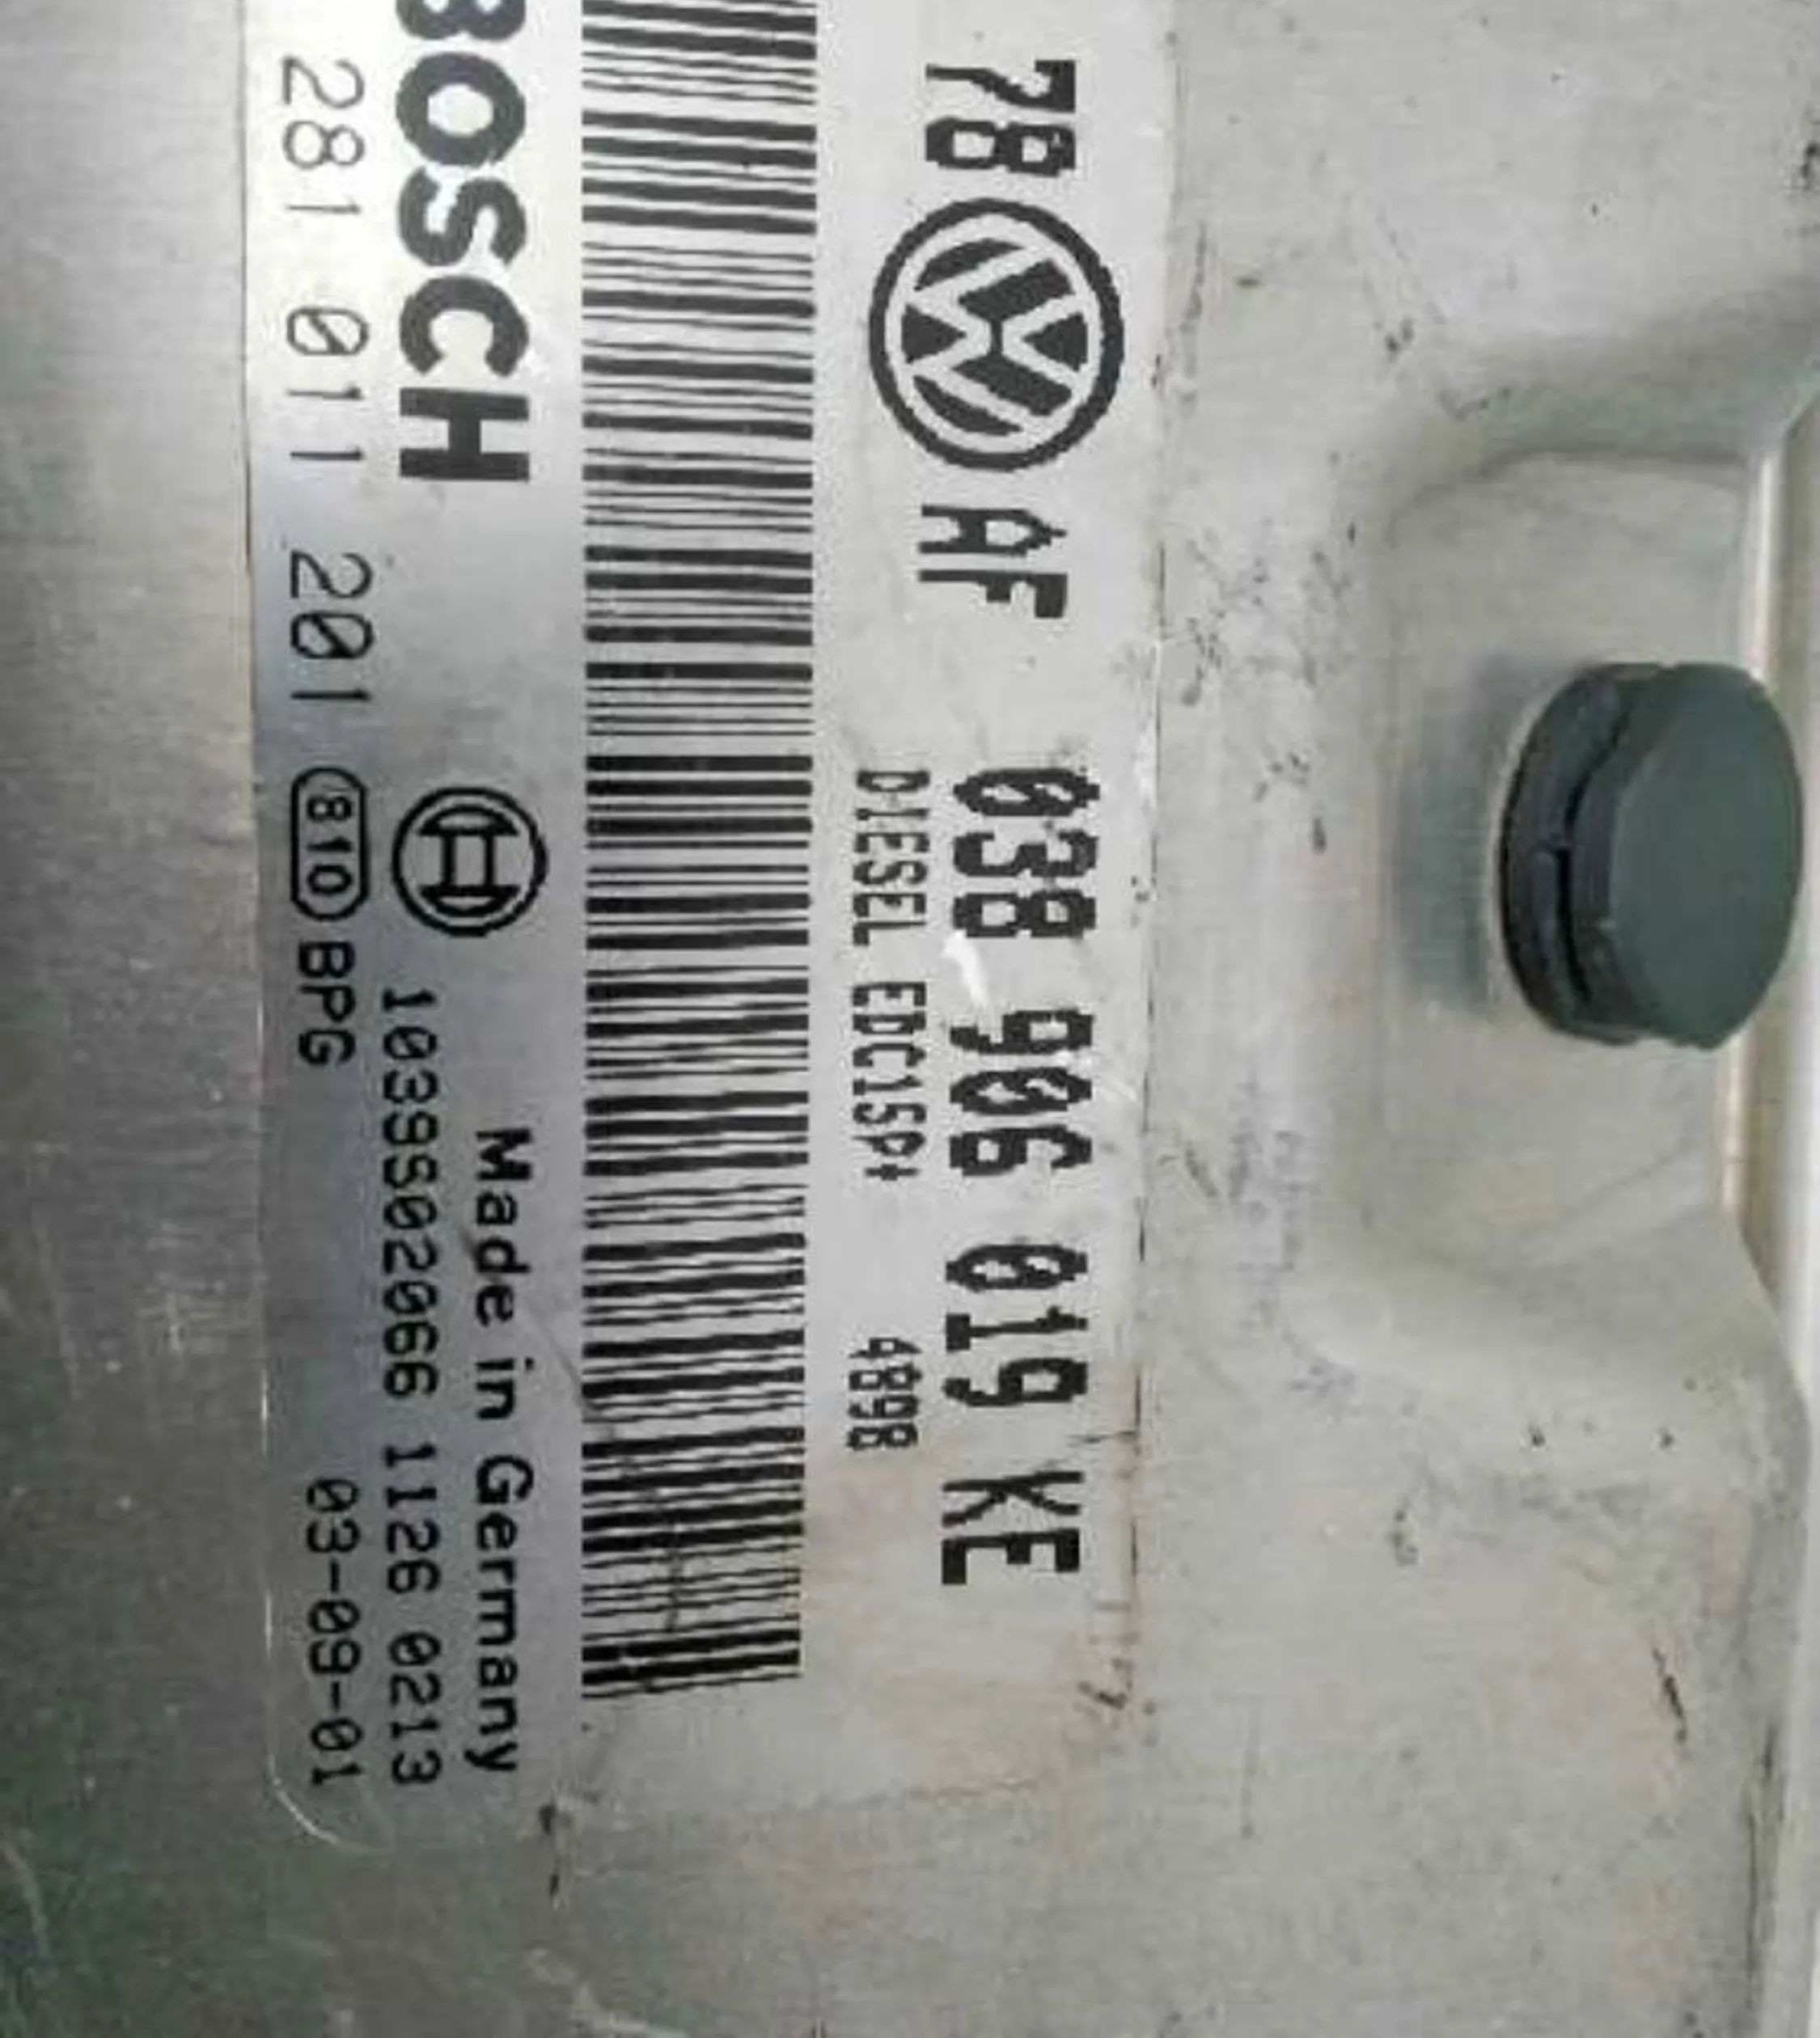 78 AF 038 906 019 KE
DIESEL EDC15P+ 4898
BOSCH
Made in Germany
1039S02066 1126 0213
281 011 201 810 BPG 03-09-01